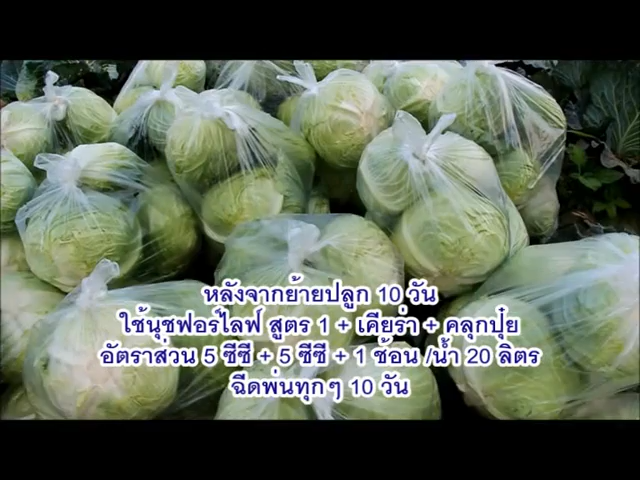 หลังจากย้ายปลูก 10 วัน
ใช้นุชฟอร์ไลฟ์ สูตร 1 + เคียร่า + คลุกปุ๋ย
อัตราส่วน 5 ซีซี + 5 ซีซี + 1 ช้อน /น้ำ 20 ลิตร
ฉีดพ่นทุกๆ 10 วัน